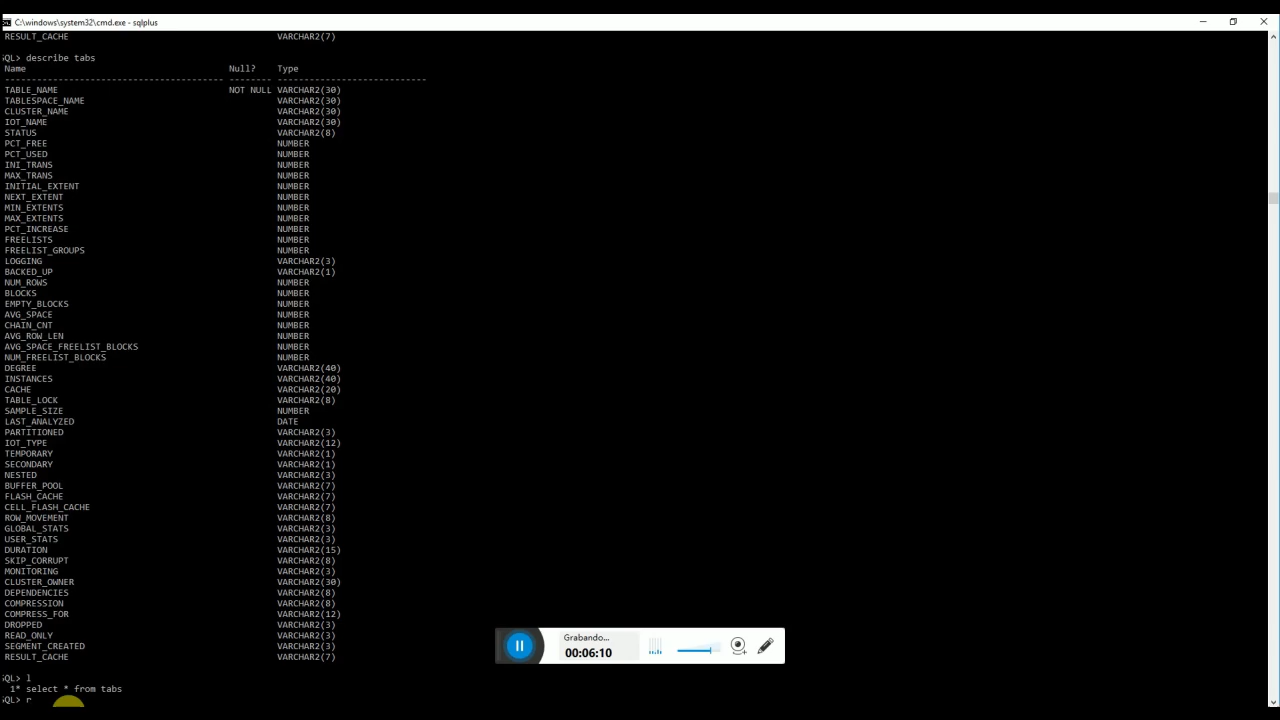 C:\windows\system32\cmd.exe - sqlplus
RESULT_CACHE VARCHAR2(7)
SQL> describe tabs
Name Null? Type
----------------------------------------- -------- ----------------------------
TABLE_NAME NOT NULL VARCHAR2(30)
TABLESPACE_NAME VARCHAR2(30)
CLUSTER_NAME VARCHAR2(30)
IOT_NAME VARCHAR2(30)
STATUS VARCHAR2(8)
PCT_FREE NUMBER
PCT_USED NUMBER
INI_TRANS NUMBER
MAX_TRANS NUMBER
INITIAL_EXTENT NUMBER
NEXT_EXTENT NUMBER
MIN_EXTENTS NUMBER
MAX_EXTENTS NUMBER
PCT_INCREASE NUMBER
FREELISTS NUMBER
FREELIST_GROUPS NUMBER
LOGGING VARCHAR2(3)
BACKED_UP VARCHAR2(1)
NUM_ROWS NUMBER
BLOCKS NUMBER
EMPTY_BLOCKS NUMBER
AVG_SPACE NUMBER
CHAIN_CNT NUMBER
AVG_ROW_LEN NUMBER
AVG_SPACE_FREELIST_BLOCKS NUMBER
NUM_FREELIST_BLOCKS NUMBER
DEGREE VARCHAR2(40)
INSTANCES VARCHAR2(40)
CACHE VARCHAR2(20)
TABLE_LOCK VARCHAR2(8)
SAMPLE_SIZE NUMBER
LAST_ANALYZED DATE
PARTITIONED VARCHAR2(3)
IOT_TYPE VARCHAR2(12)
TEMPORARY VARCHAR2(1)
SECONDARY VARCHAR2(1)
NESTED VARCHAR2(3)
BUFFER_POOL VARCHAR2(7)
FLASH_CACHE VARCHAR2(7)
CELL_FLASH_CACHE VARCHAR2(7)
ROW_MOVEMENT VARCHAR2(8)
GLOBAL_STATS VARCHAR2(3)
USER_STATS VARCHAR2(3)
DURATION VARCHAR2(15)
SKIP_CORRUPT VARCHAR2(8)
MONITORING VARCHAR2(3)
CLUSTER_OWNER VARCHAR2(30)
DEPENDENCIES VARCHAR2(8)
COMPRESSION VARCHAR2(8)
COMPRESS_FOR VARCHAR2(12)
DROPPED VARCHAR2(3)
READ_ONLY VARCHAR2(3)
SEGMENT_CREATED VARCHAR2(3)
RESULT_CACHE VARCHAR2(7)
SQL> l
1* select * from tabs
SQL> r
Grabando...
00:06:10